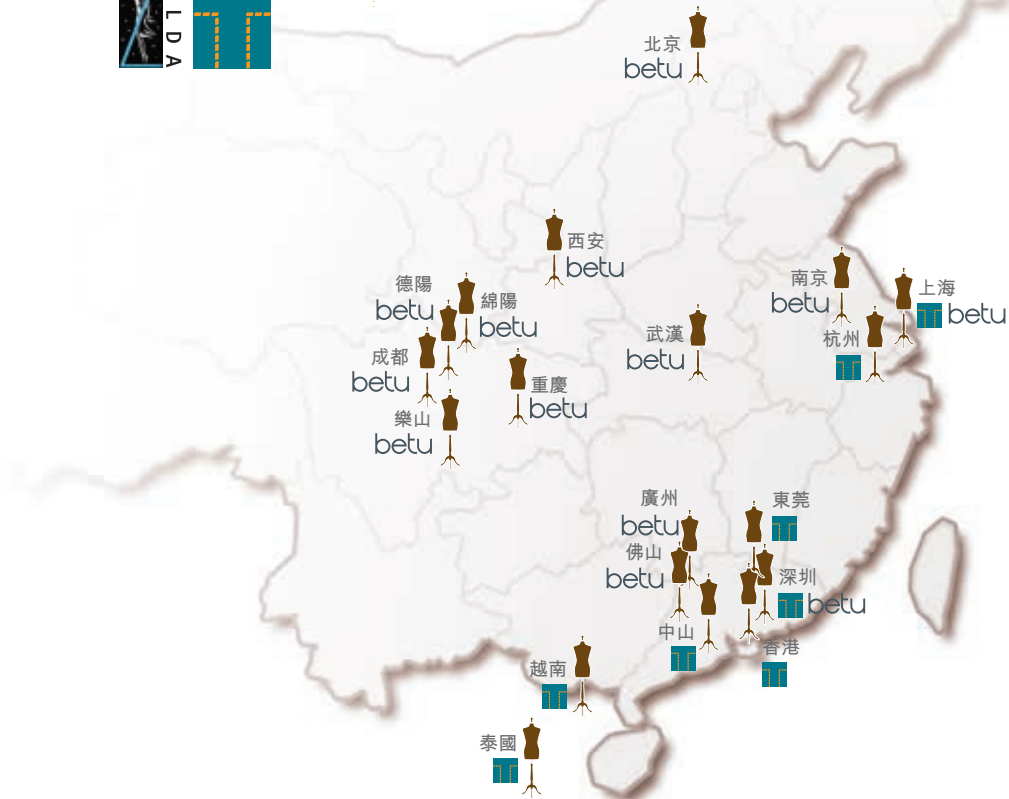 LDA
北京
betu
西安
betu
德陽
betu
綿陽
betu
南京
betu
上海
betu
杭州
武漢
betu
成都
betu
重慶
betu
樂山
betu
廣州
betu
東莞
佛山
betu
深圳
betu
中山
香港
越南
泰國